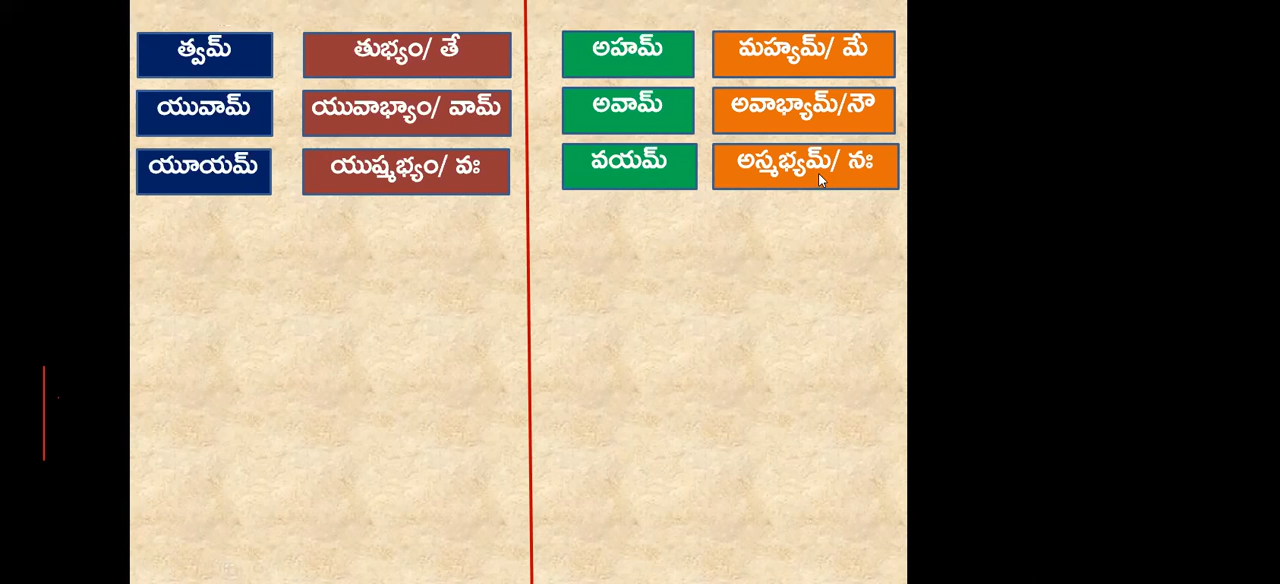 త్వమ్ తుభ్యం/ తే అహమ్ మహ్యమ్/ మే
యువామ్ యువాభ్యాం/ వామ్ అవామ్ అవాభ్యామ్/నౌ
యూయమ్ యుష్మభ్యం/ వః వయమ్ అస్మభ్యమ్/ నః